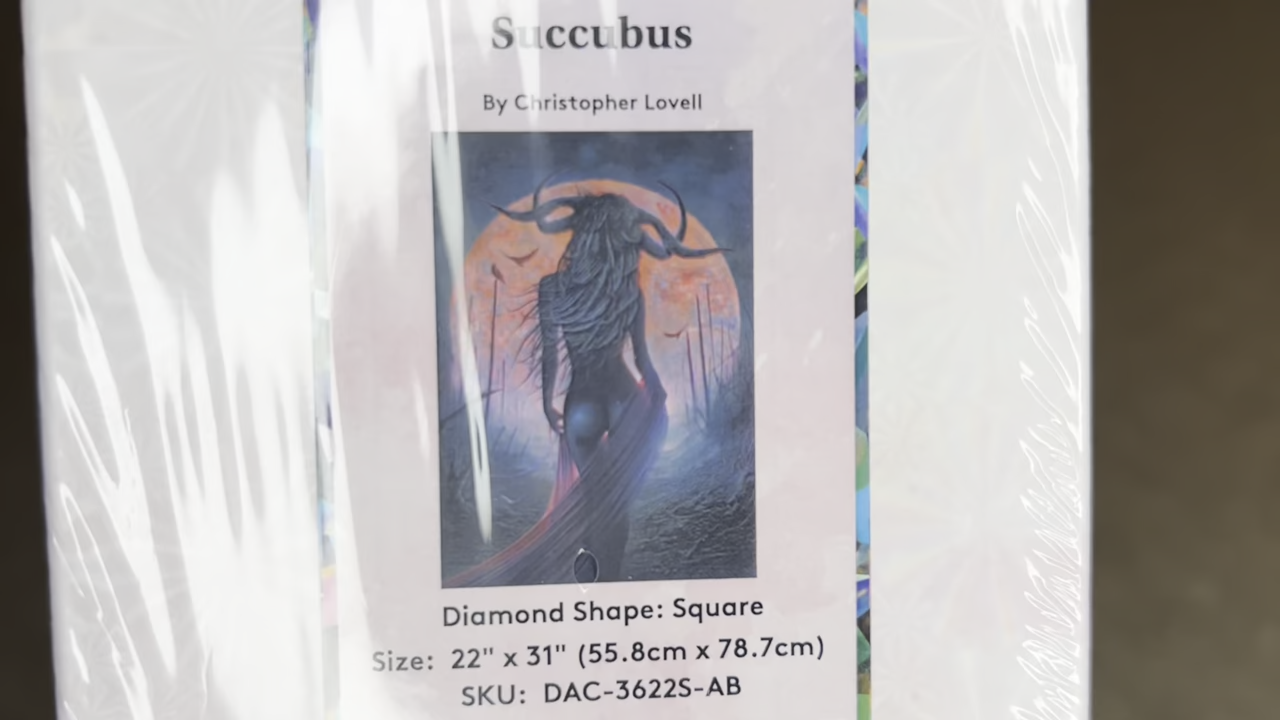 Succubus
By Christopher Lovell
Diamond Shape: Square
Size: 22" x 31" (55.8cm x 78.7cm)
SKU: DAC-3622S-AB